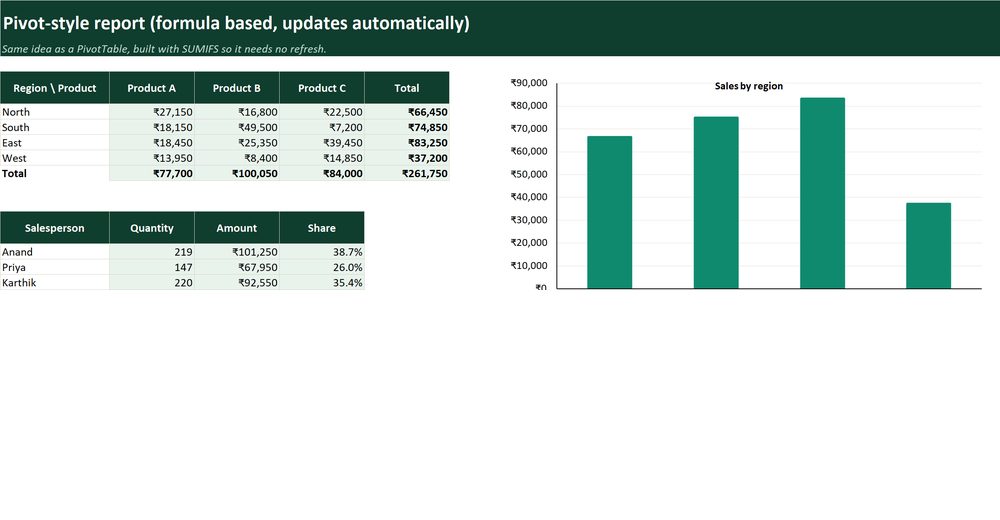 Pivot-style report (formula based, updates automatically)
Same idea as a PivotTable, built with SUMIFS so it needs no refresh.
Region \ Product Product A Product B Product C Total
North ₹27,150 ₹16,800 ₹22,500 ₹66,450
South ₹18,150 ₹49,500 ₹7,200 ₹74,850
East ₹18,450 ₹25,350 ₹39,450 ₹83,250
West ₹13,950 ₹8,400 ₹14,850 ₹37,200
Total ₹77,700 ₹100,050 ₹84,000 ₹261,750
Salesperson Quantity Amount Share
Anand 219 ₹101,250 38.7%
Priya 147 ₹67,950 26.0%
Karthik 220 ₹92,550 35.4%
Sales by region
₹90,000
₹80,000
₹70,000
₹60,000
₹50,000
₹40,000
₹30,000
₹20,000
₹10,000
₹0